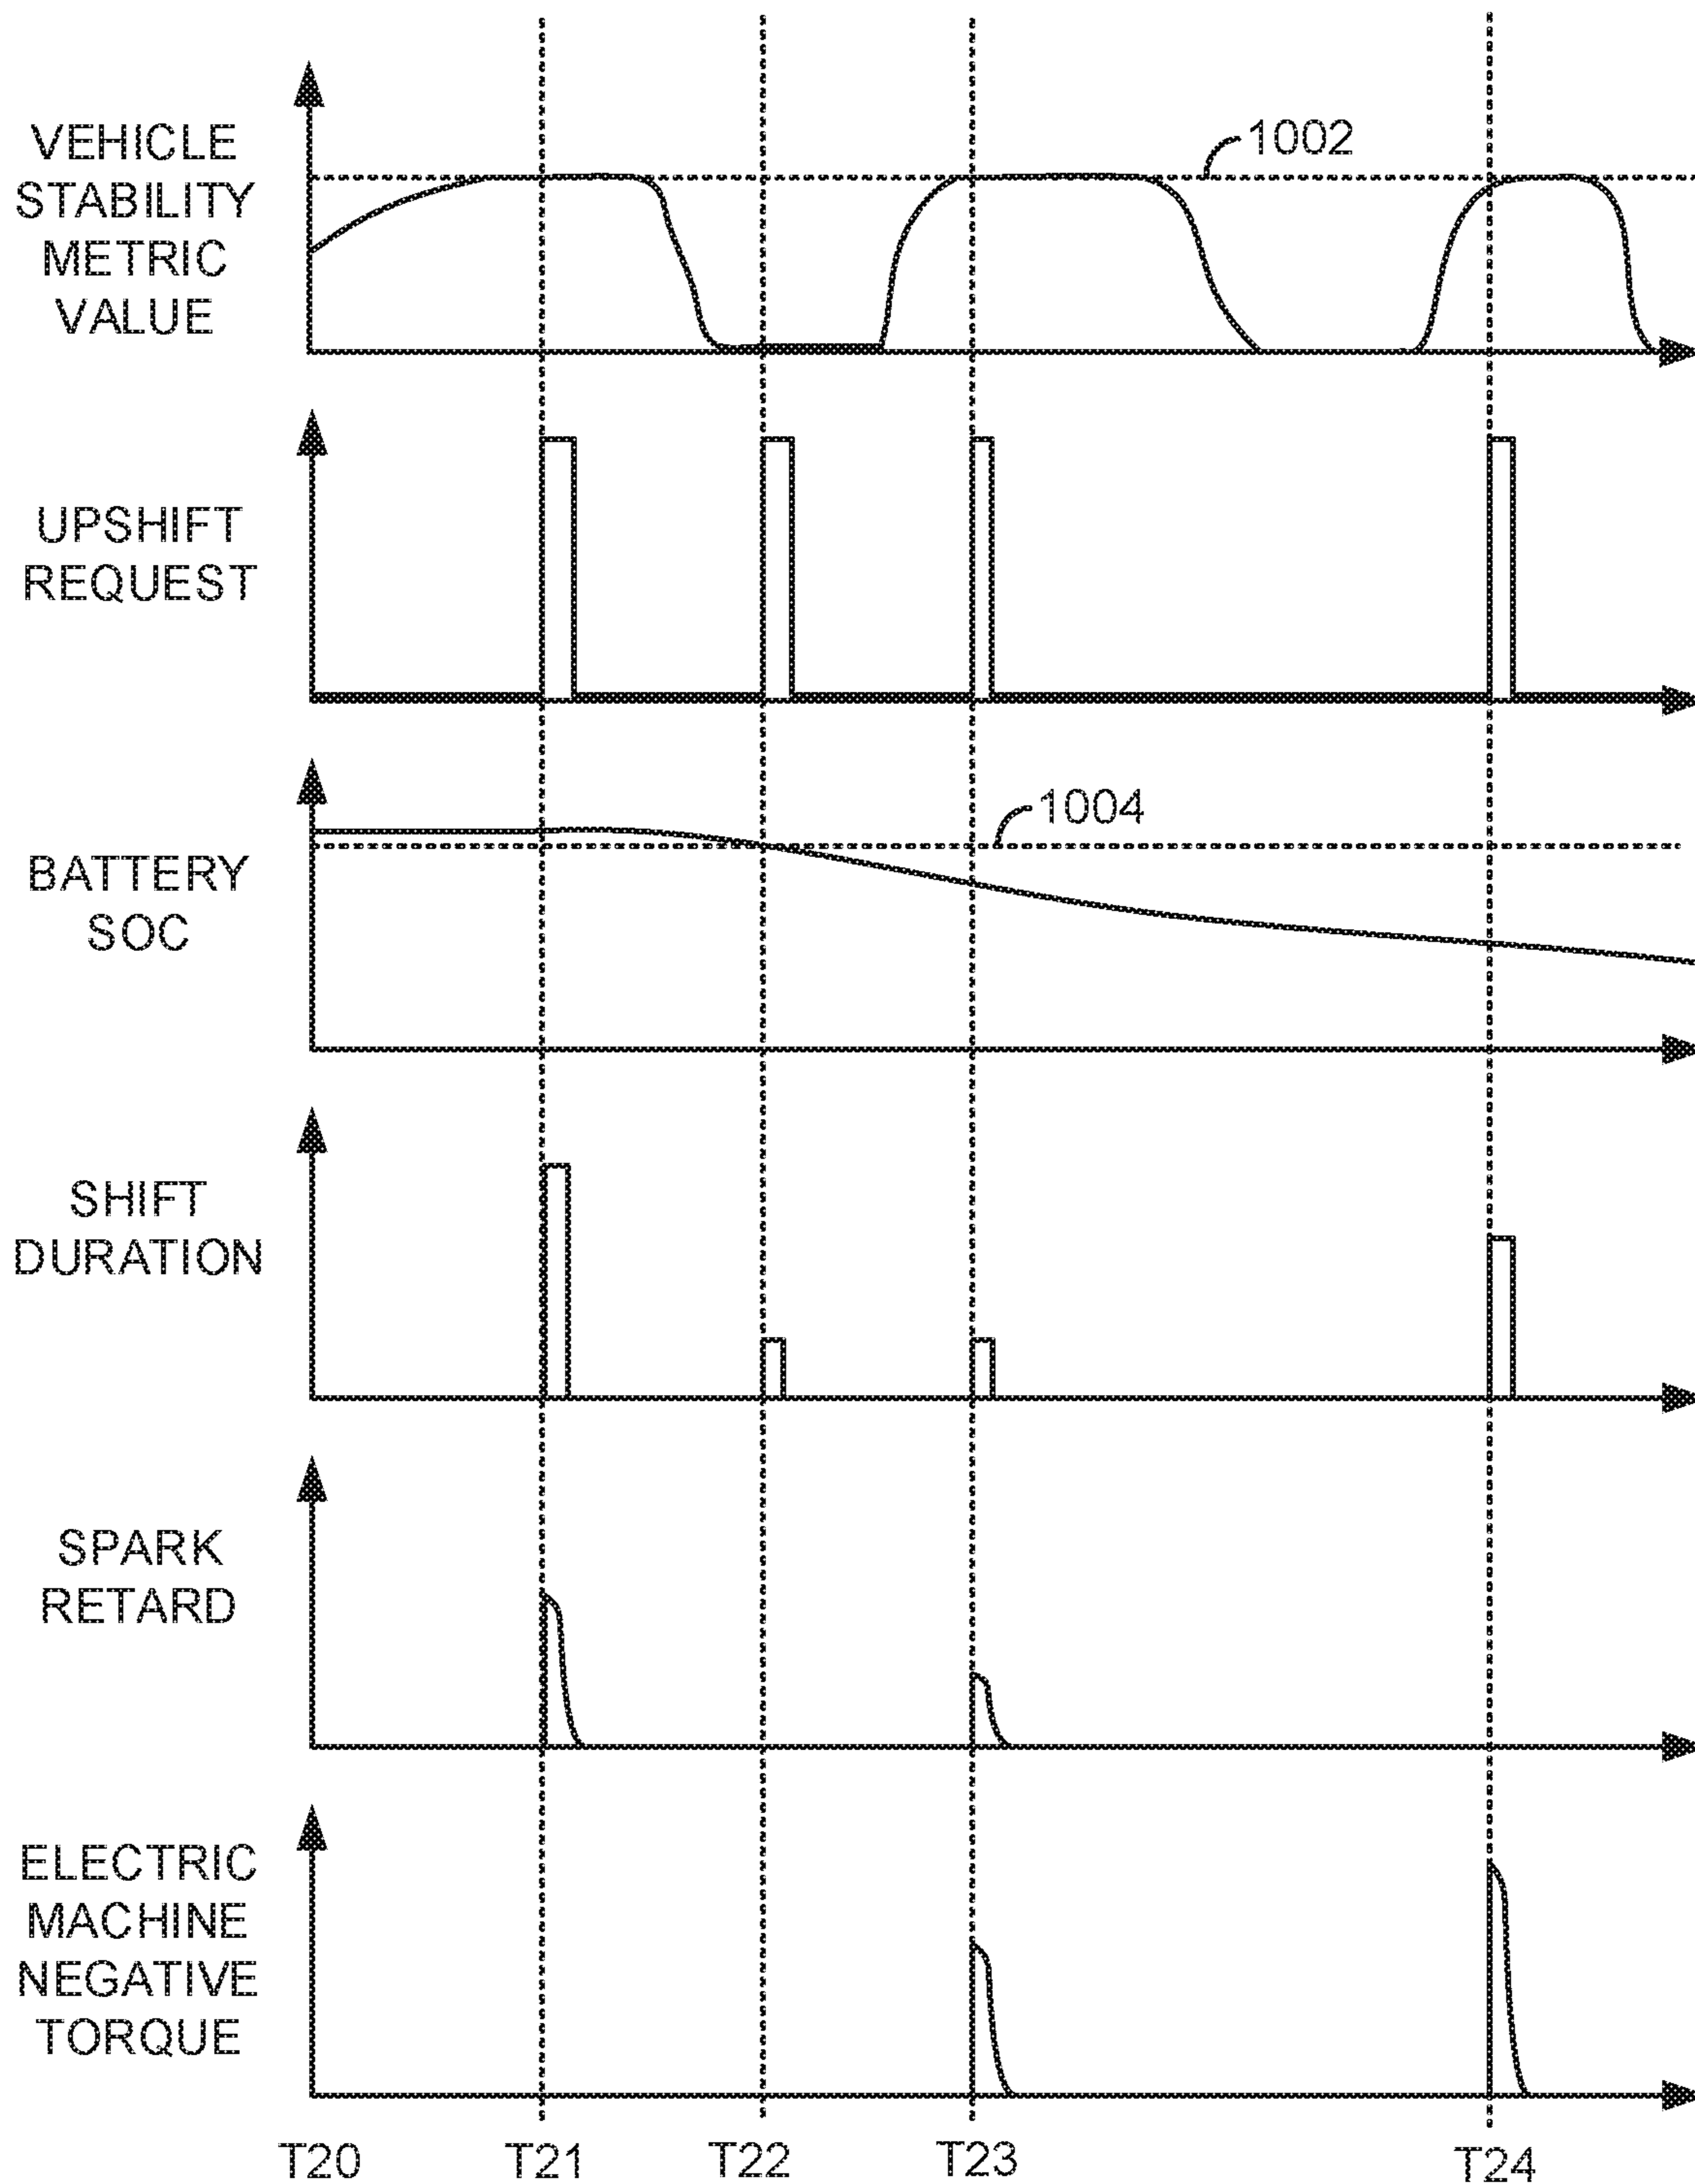 1002
VEHICLE
STABILITY
METRIC
VALUE
UPSHIFT
REQUEST
1004
BATTERY
SOC
SHIFT
DURATION
SPARK
RETARD
ELECTRIC
MACHINE
NEGATIVE
TORQUE
T20 T21 T22 T23 T24